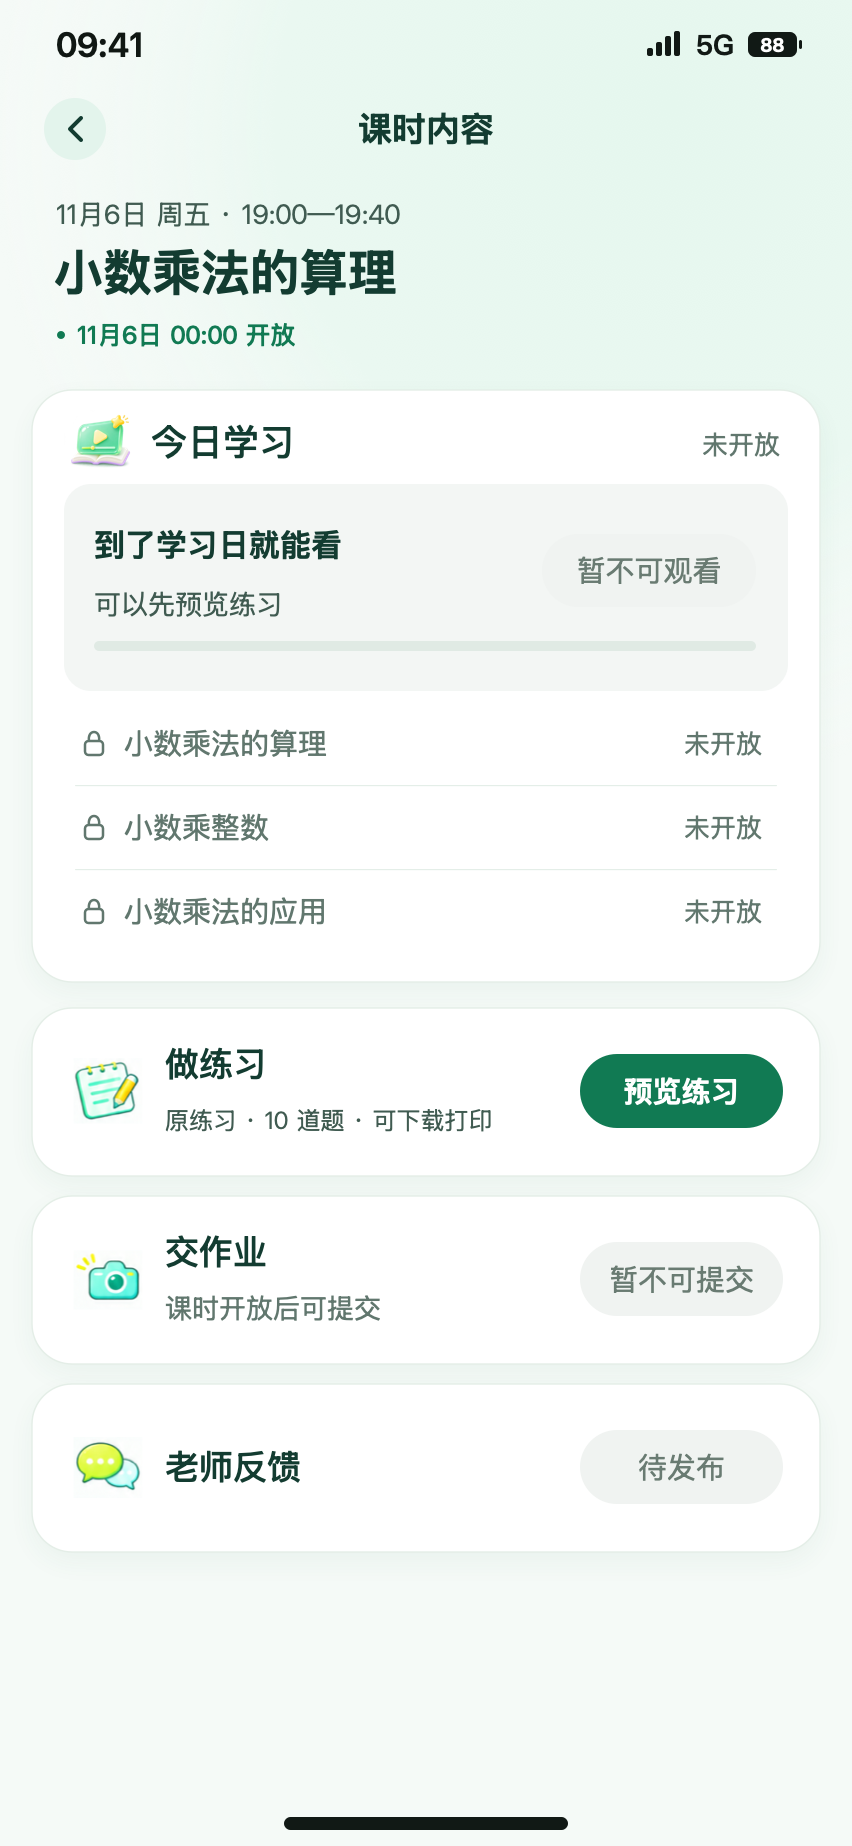 09:41
5G 88
课时内容
11月6日 周五 · 19:00—19:40
小数乘法的算理
• 11月6日 00:00 开放
今日学习
未开放
到了学习日就能看
暂不可观看
可以先预览练习
小数乘法的算理
未开放
小数乘整数
未开放
小数乘法的应用
未开放
做练习
原练习 · 10 道题 · 可下载打印
预览练习
交作业
课时开放后可提交
暂不可提交
老师反馈
待发布